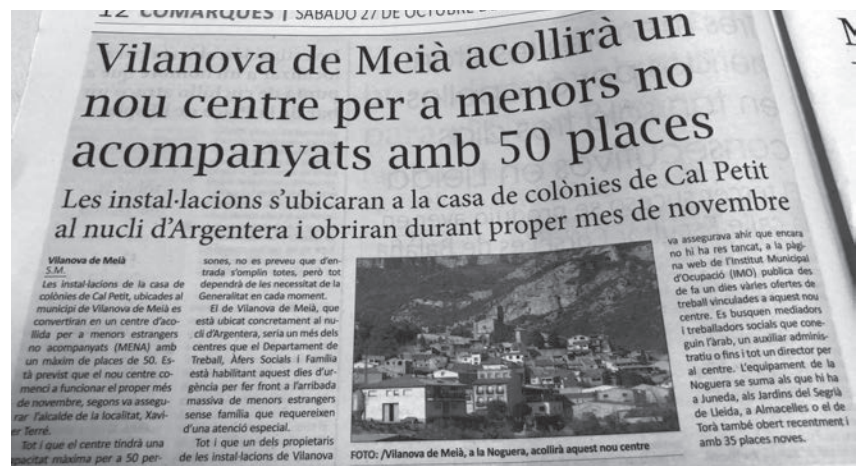 12 COMARQUES | SÁBADO 27 DE OCTUBRE DE
Vilanova de Meià acollirà un
nou centre per a menors no
acompanyats amb 50 places
Les instal·lacions s'ubicaran a la casa de colònies de Cal Petit
al nucli d'Argentera i obriran durant proper mes de novembre
Vilanova de Meià
S.M.
Les instal·lacions de la casa de
colònies de Cal Petit, ubicades al
municipi de Vilanova de Meià es
convertiran en un centre d'aco-
llida per a menors estrangers
no acompanyats (MENA) amb
un màxim de places de 50. Es-
tà previst que el nou centre co-
menci a funcionar el proper més
de novembre, segons va assegu-
rar l'alcalde de la localitat, Xavi-
er Terré.
Tot i que el centre tindrà una
capacitat màxima per a 50 per-
sones, no es preveu que d'en-
trada s'omplin totes, però tot
dependrà de les necessitat de la
Generalitat en cada moment.
El de Vilanova de Meià, que
està ubicat concretament al nu-
cli d'Argentera, seria un més dels
centres que el Departament de
Treball, Afers Socials i Família
està habilitant aquest dies d'ur-
gència per fer front a l'arribada
massiva de menors estrangers
sense família que requereixen
d'una atenció especial.
Tot i que un dels propietaris
de les instal·lacions de Vilanova
FOTO: /Vilanova de Meià, a la Noguera, acollirà aquest nou centre
va assegurava ahir que encara
no hi ha res tancat, a la pàgi-
na web de l'Institut Municipal
d'Ocupació (IMO) publica des
de fa un dies vàries ofertes de
treball vinculades a aquest nou
centre. Es busquen mediadors
i treballadors socials que cone-
guin l'àrab, un auxiliar adminis-
tratiu o fins i tot un director per
al centre. L'equipament de la
Noguera se suma als que hi ha
a Juneda, als Jardins del Segrià
de Lleida, a Almacelles o el de
Torà també obert recentment i
amb 35 places noves.